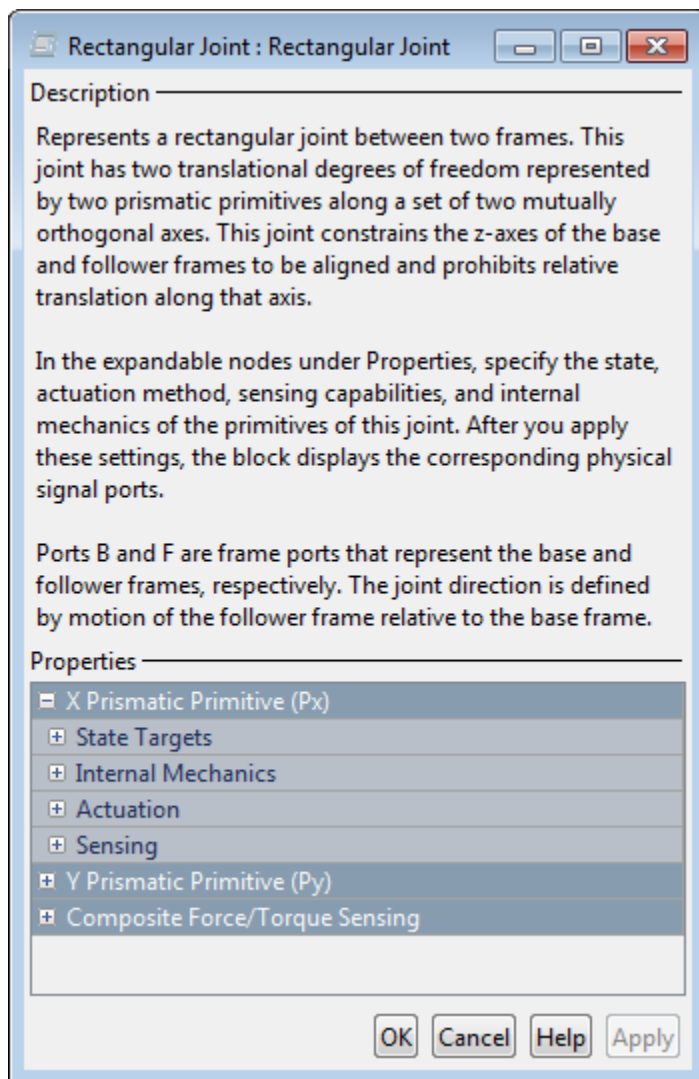 Rectangular Joint : Rectangular Joint
Description
Represents a rectangular joint between two frames. This
joint has two translational degrees of freedom represented
by two prismatic primitives along a set of two mutually
orthogonal axes. This joint constrains the z-axes of the base
and follower frames to be aligned and prohibits relative
translation along that axis.
In the expandable nodes under Properties, specify the state,
actuation method, sensing capabilities, and internal
mechanics of the primitives of this joint. After you apply
these settings, the block displays the corresponding physical
signal ports.
Ports B and F are frame ports that represent the base and
follower frames, respectively. The joint direction is defined
by motion of the follower frame relative to the base frame.
Properties
X Prismatic Primitive (Px)
State Targets
Internal Mechanics
Actuation
Sensing
Y Prismatic Primitive (Py)
Composite Force/Torque Sensing
OK Cancel Help Apply